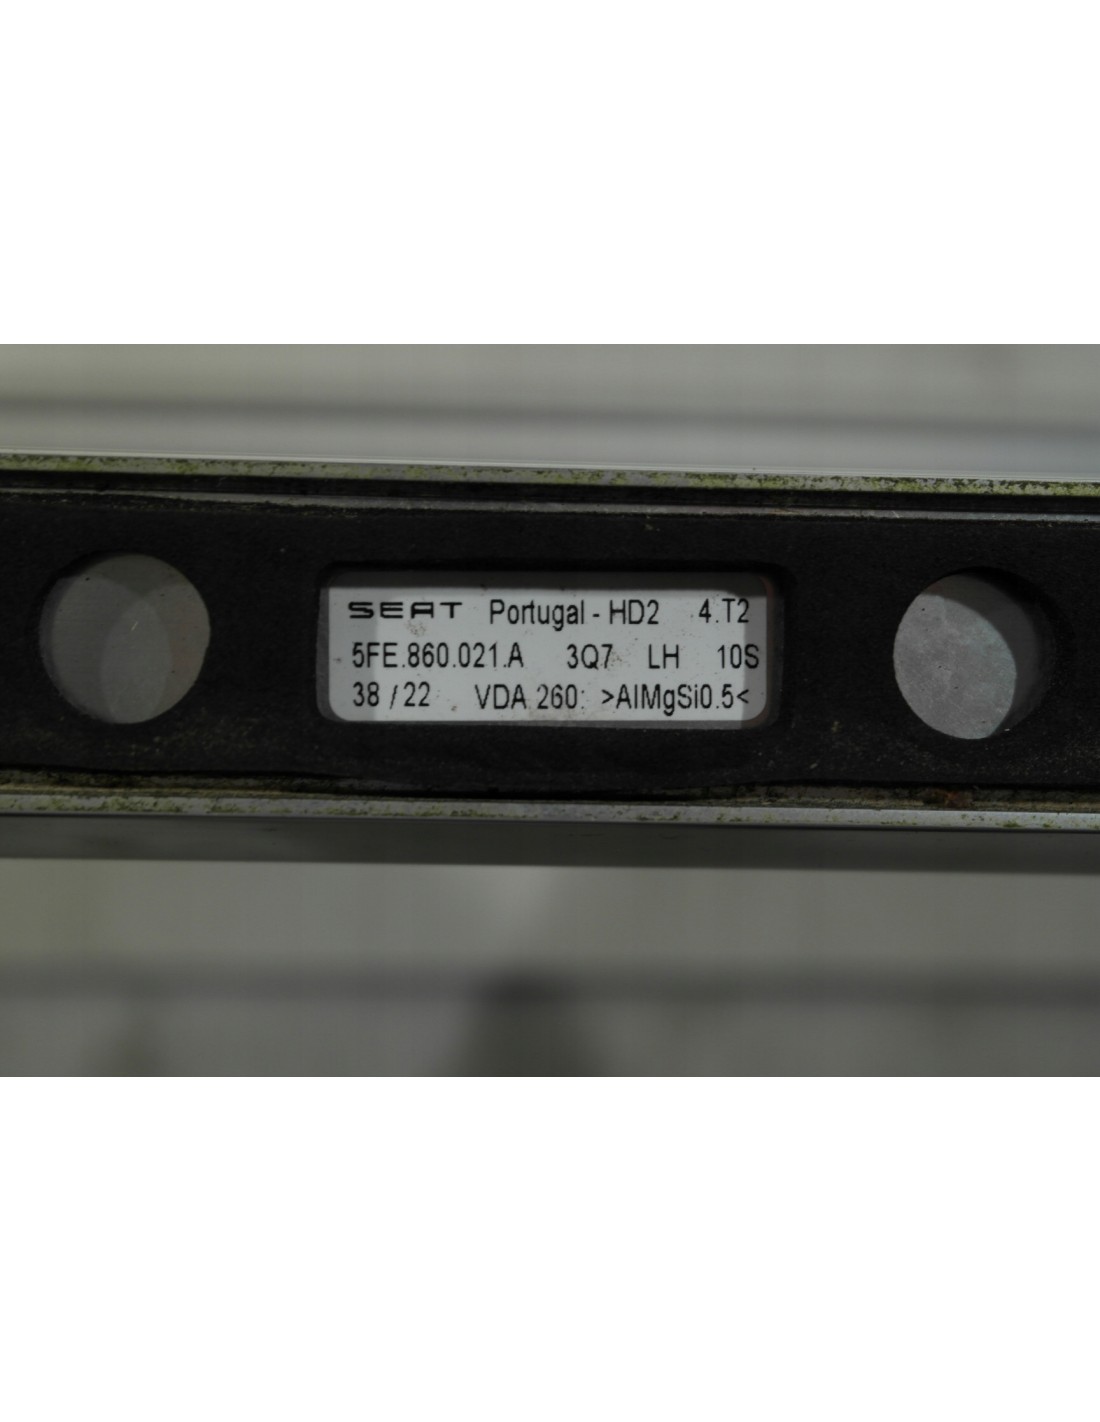 SEAT Portugal - HD2 4.T2
5FE.860.021.A 3Q7 LH 10S
38 / 22 VDA 260: >AlMgSi0.5<